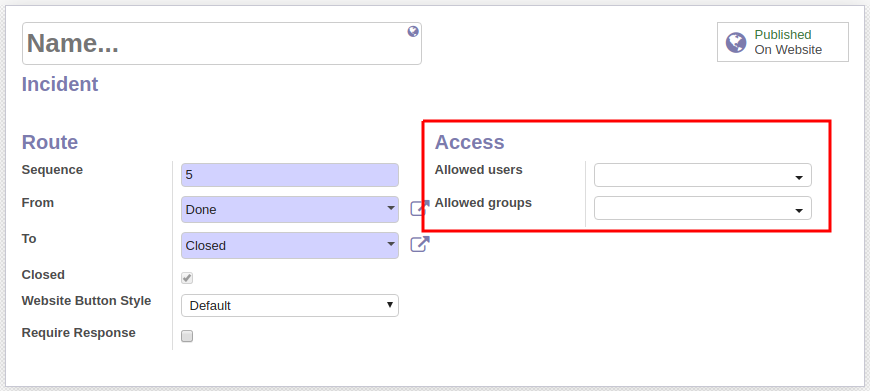 Name...
Published
On Website
Incident
Route
Sequence
5
From
Done
To
Closed
Closed
Website Button Style
Default
Require Response
Access
Allowed users
Allowed groups